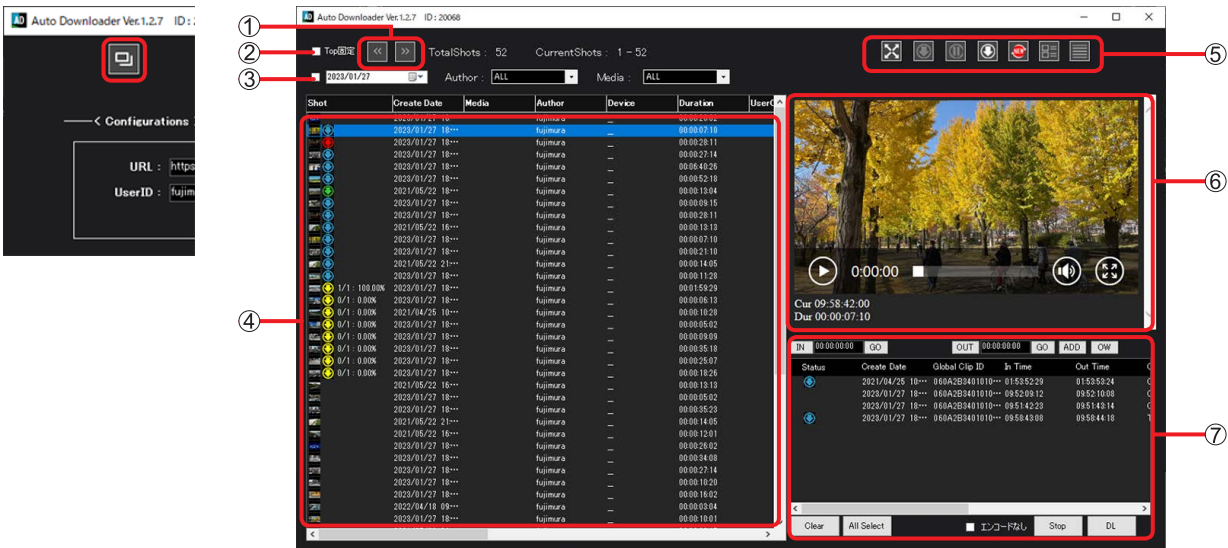 Auto Downloader Ver.1.2.7 ID :
< Configurations
URL : https
UserID : fujim
Auto Downloader Ver.1.2.7 ID : 20068
①
②
③
④
⑤
⑥
⑦
Top固定 << >> TotalShots : 52 CurrentShots : 1 - 52
2023/01/27 Author : ALL Media : ALL
Shot Create Date Media Author Device Duration UserC
2023/01/27 18··· fujimura _ 00:00:07:10
2023/01/27 18··· fujimura _ 00:00:28:11
2023/01/27 18··· fujimura _ 00:00:27:14
2023/01/27 18··· fujimura _ 00:06:40:26
2023/01/27 18··· fujimura _ 00:00:52:18
2021/05/22 18··· fujimura _ 00:00:13:04
2023/01/27 18··· fujimura _ 00:00:09:15
2023/01/27 18··· fujimura _ 00:00:28:11
2021/05/22 16··· fujimura _ 00:00:13:13
2023/01/27 18··· fujimura _ 00:00:07:10
2023/01/27 18··· fujimura _ 00:00:21:10
2021/05/22 21··· fujimura _ 00:00:14:05
2023/01/27 18··· fujimura _ 00:00:11:28
1/1 : 100.00% 2023/01/27 18··· fujimura _ 00:01:59:29
0/1 : 0.00% 2023/01/27 18··· fujimura _ 00:00:06:13
0/1 : 0.00% 2021/04/25 10··· fujimura _ 00:00:10:28
0/1 : 0.00% 2023/01/27 18··· fujimura _ 00:00:05:02
0/1 : 0.00% 2023/01/27 18··· fujimura _ 00:00:09:09
0/1 : 0.00% 2023/01/27 18··· fujimura _ 00:00:35:18
0/1 : 0.00% 2023/01/27 18··· fujimura _ 00:00:25:07
0/1 : 0.00% 2023/01/27 18··· fujimura _ 00:00:18:26
2021/05/22 16··· fujimura _ 00:00:13:13
2023/01/27 18··· fujimura _ 00:00:05:02
2023/01/27 18··· fujimura _ 00:00:35:23
2021/05/22 21··· fujimura _ 00:00:14:05
2021/05/22 16··· fujimura _ 00:00:12:01
2023/01/27 18··· fujimura _ 00:00:26:02
2023/01/27 18··· fujimura _ 00:00:34:08
2023/01/27 18··· fujimura _ 00:00:27:14
2023/01/27 18··· fujimura _ 00:00:10:20
2023/01/27 18··· fujimura _ 00:00:16:02
2022/04/18 09··· fujimura _ 00:00:03:04
2023/01/27 18··· fujimura _ 00:00:10:01
NEW
0:00:00
Cur 09:58:42:00
Dur 00:00:07:10
IN 00:00:00:00 GO OUT 00:00:00:00 GO ADD OW
Status Create Date Global Clip ID In Time Out Time
2021/04/25 10··· 060A2B3401010··· 01:53:52:29 01:53:53:24
2023/01/27 18··· 060A2B3401010··· 09:52:09:12 09:52:10:08
2023/01/27 18··· 060A2B3401010··· 09:51:42:23 09:51:43:14
2023/01/27 18··· 060A2B3401010··· 09:58:43:08 09:58:44:18
Clear All Select エンコードなし Stop DL